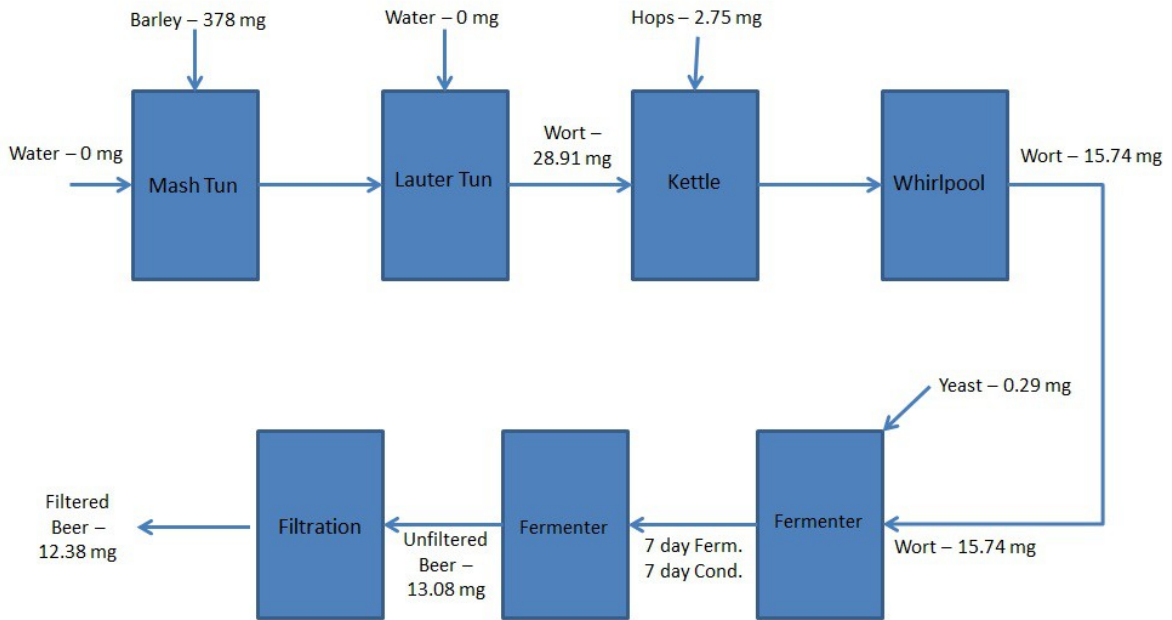 Barley – 378 mg
Water – 0 mg
Hops – 2.75 mg
Water – 0 mg
Mash Tun
Lauter Tun
Wort –
28.91 mg
Kettle
Whirlpool
Wort – 15.74 mg
Yeast – 0.29 mg
Filtered
Beer –
12.38 mg
Filtration
Unfiltered
Beer –
13.08 mg
Fermenter
7 day Ferm.
7 day Cond.
Fermenter
Wort – 15.74 mg